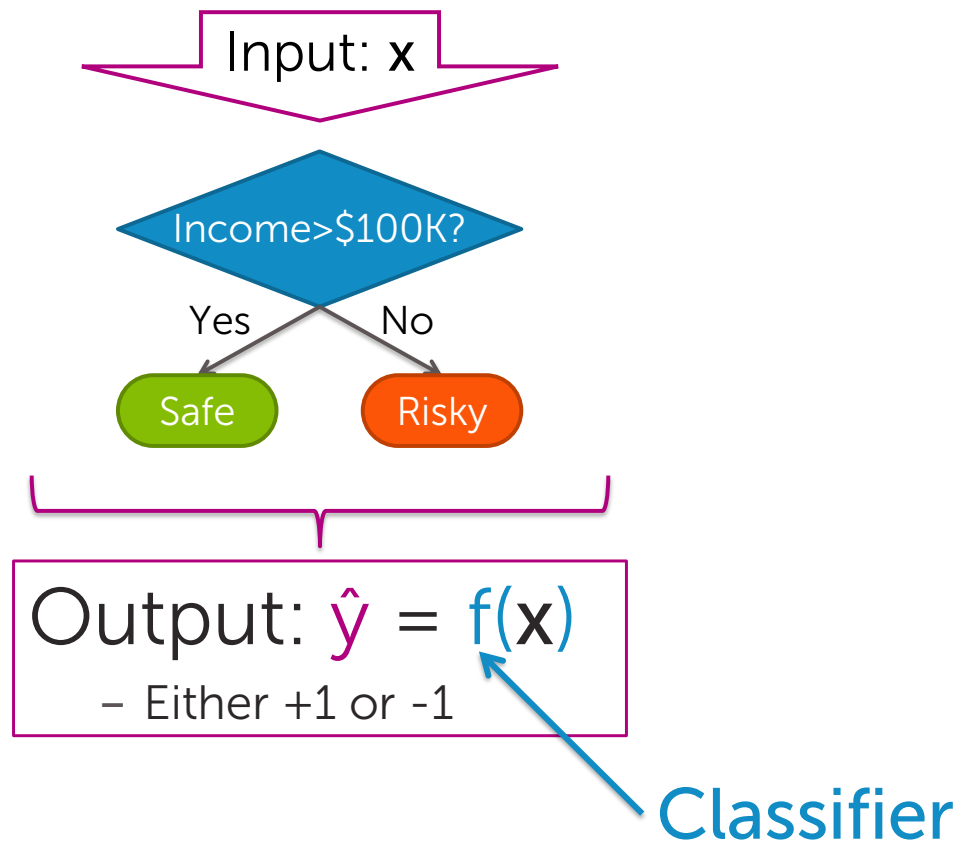 Input: x
Income>$100K?
Yes No
Safe Risky
Output: ŷ = f(x)
– Either +1 or -1
Classifier